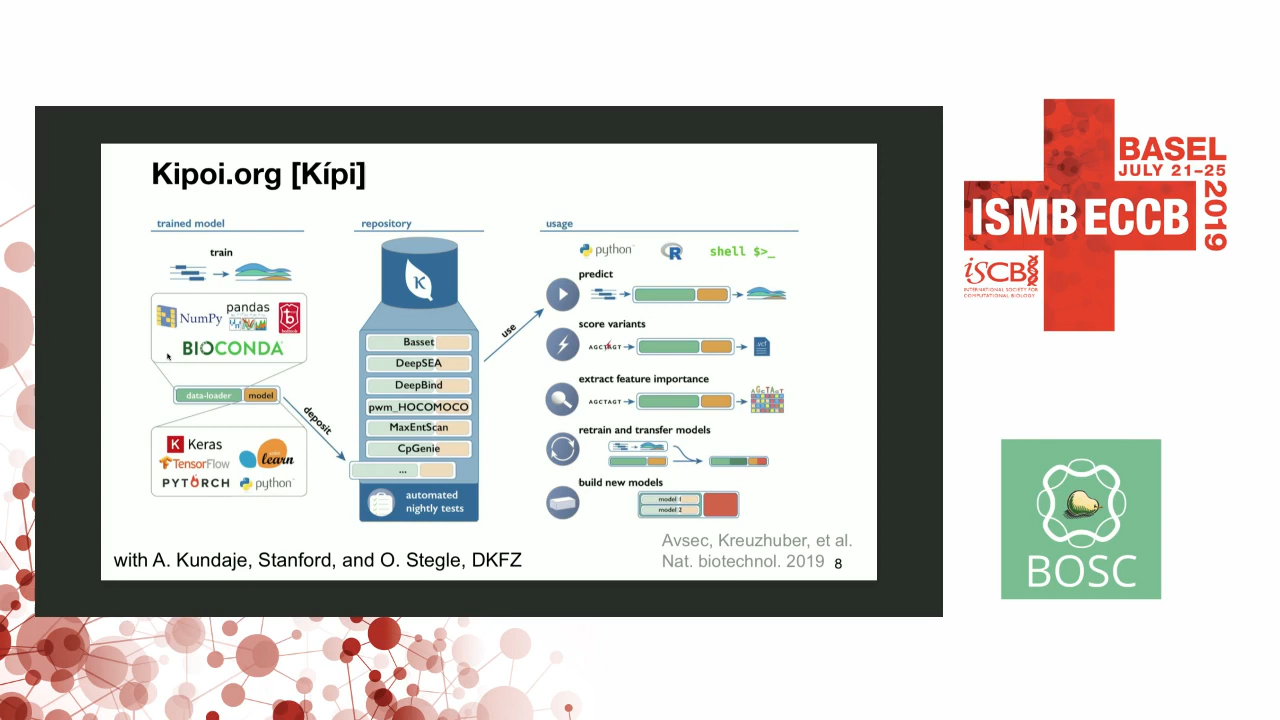 Kipoi.org [Kípi]
trained model
train
NumPy
pandas
BIOCONDA
data-loader
model
Keras
TensorFlow
learn
PYTORCH
python
deposit
repository
K
Basset
DeepSEA
DeepBind
pwm_HOCOMOCO
MaxEntScan
CpGenie
...
automated
nightly tests
use
usage
python
R
shell $>_
predict
score variants
AGCTAGT
.vcf
extract feature importance
AGCTAGT
AGCTAGT
retrain and transfer models
build new models
model 1
model 2
with A. Kundaje, Stanford, and O. Stegle, DKFZ
Avsec, Kreuzhuber, et al.
Nat. biotechnol. 2019
8
BASEL
JULY 21–25
2019
ISMB ECCB
iSCB
INTERNATIONAL SOCIETY FOR
COMPUTATIONAL BIOLOGY
BOSC